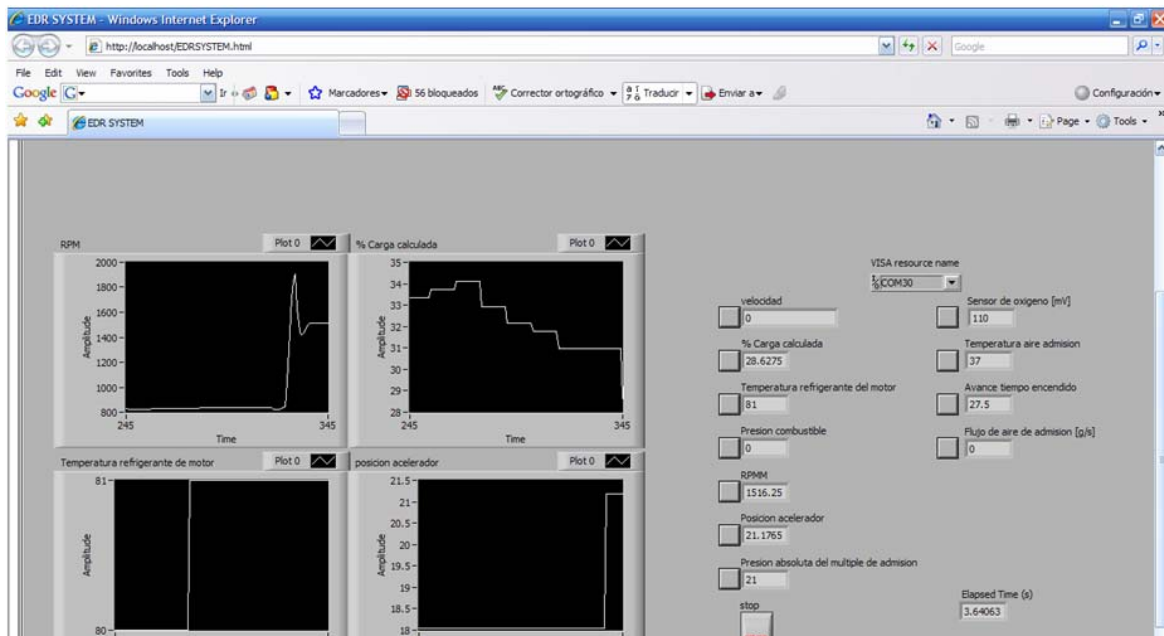 EDR SYSTEM - Windows Internet Explorer
http://localhost/EDRSYSTEM.html
Google
File Edit View Favorites Tools Help
Google G Ir Marcadores 56 bloqueados ABC Corrector ortográfico Traducir Enviar a Configuración
EDR SYSTEM Page Tools
RPM Plot 0
2000
1800
1600
1400
1200
1000
800
Amplitude
245 345
Time
% Carga calculada Plot 0
35
34
33
32
31
30
29
28
Amplitude
245 345
Time
Temperatura refrigerante de motor Plot 0
81
80
Amplitude
posicion acelerador Plot 0
21.5
21
20.5
20
19.5
19
18.5
18
Amplitude
VISA resource name
COM30
velocidad
0
% Carga calculada
28.6275
Temperatura refrigerante del motor
81
Presion combustible
0
RPMM
1516.25
Posicion acelerador
21.1765
Presion absoluta del multiple de admision
21
stop
Sensor de oxigeno [mV]
110
Temperatura aire admision
37
Avance tiempo encendido
27.5
Flujo de aire de admision [g/s]
0
Elapsed Time (s)
3.64063